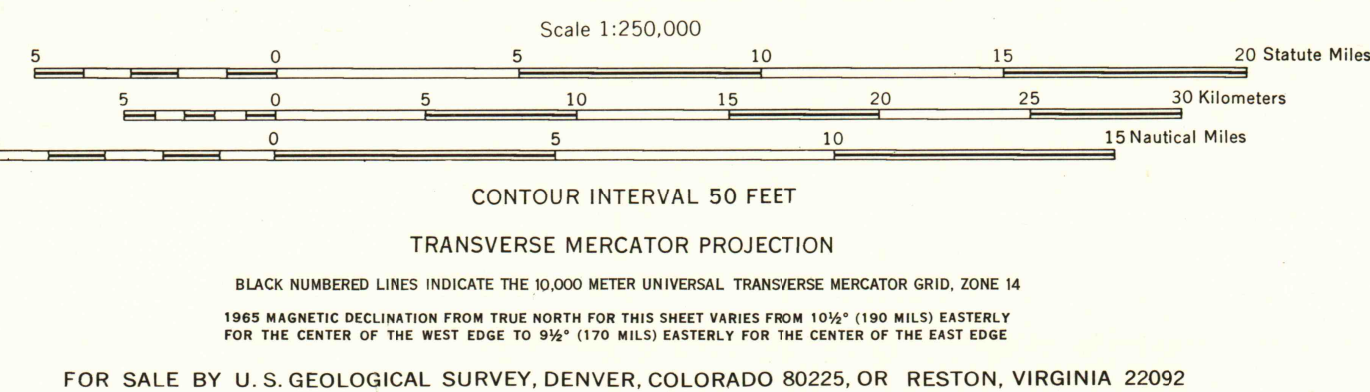 Scale 1:250,000
5 0 5 10 15 20 Statute Miles
5 0 5 10 15 20 25 30 Kilometers
0 5 10 15 Nautical Miles
CONTOUR INTERVAL 50 FEET
TRANSVERSE MERCATOR PROJECTION
BLACK NUMBERED LINES INDICATE THE 10,000 METER UNIVERSAL TRANSVERSE MERCATOR GRID, ZONE 14
1965 MAGNETIC DECLINATION FROM TRUE NORTH FOR THIS SHEET VARIES FROM 10½° (190 MILS) EASTERLY
FOR THE CENTER OF THE WEST EDGE TO 9½° (170 MILS) EASTERLY FOR THE CENTER OF THE EAST EDGE
FOR SALE BY U. S. GEOLOGICAL SURVEY, DENVER, COLORADO 80225, OR RESTON, VIRGINIA 22092